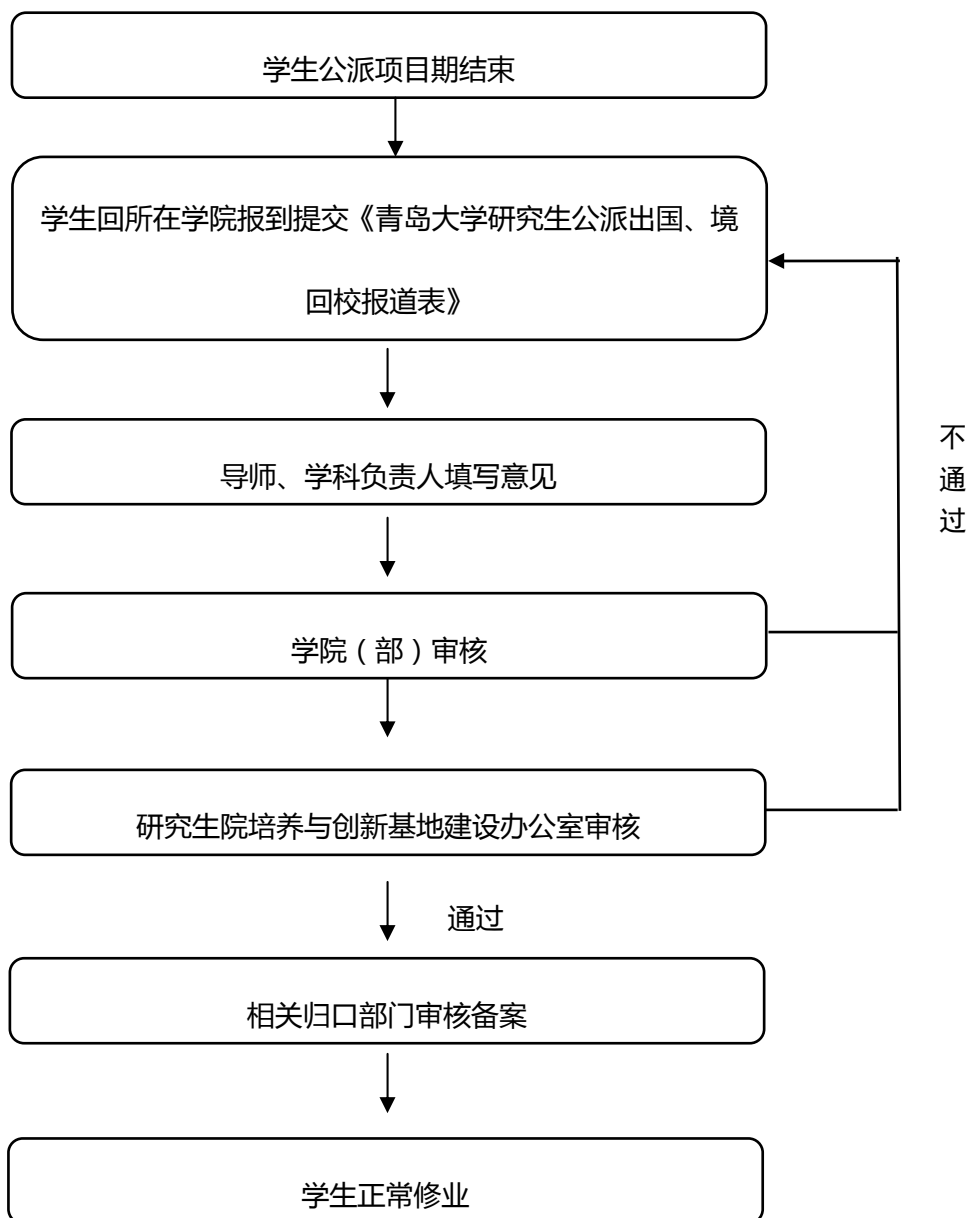 学生公派项目期结束
学生回所在学院报到提交《青岛大学研究生公派出国、境
回校报道表》
导师、学科负责人填写意见
不
通
过
学院（部）审核
研究生院培养与创新基地建设办公室审核
通过
相关归口部门审核备案
学生正常修业